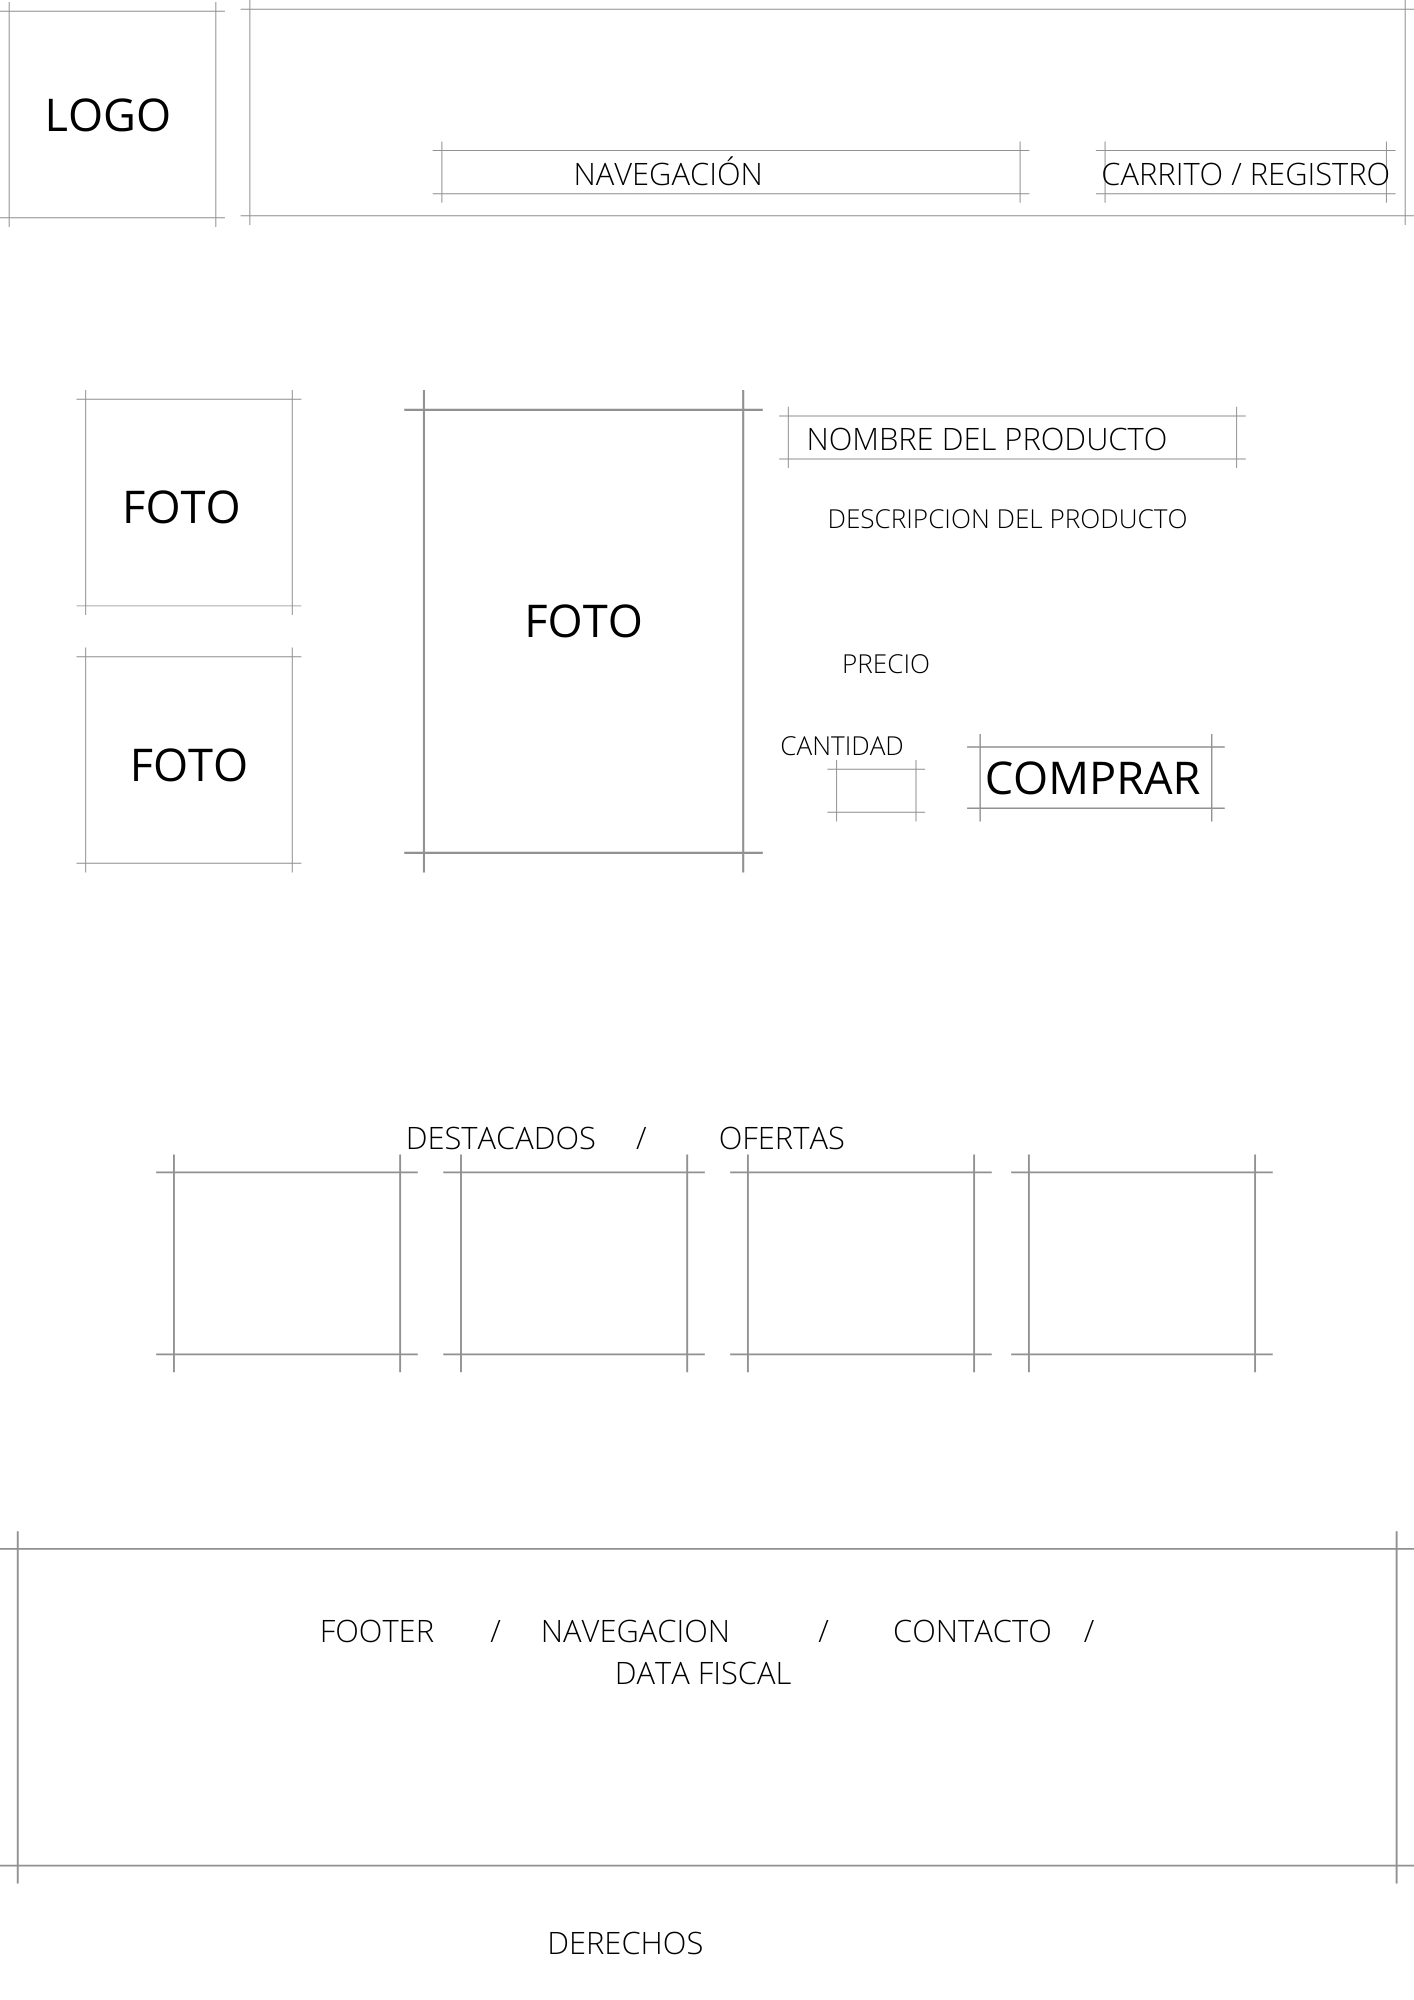 LOGO
NAVEGACIÓN
CARRITO / REGISTRO
FOTO
FOTO
FOTO
NOMBRE DEL PRODUCTO
DESCRIPCION DEL PRODUCTO
PRECIO
CANTIDAD
COMPRAR
DESTACADOS / OFERTAS
FOOTER / NAVEGACION / CONTACTO /
DATA FISCAL
DERECHOS